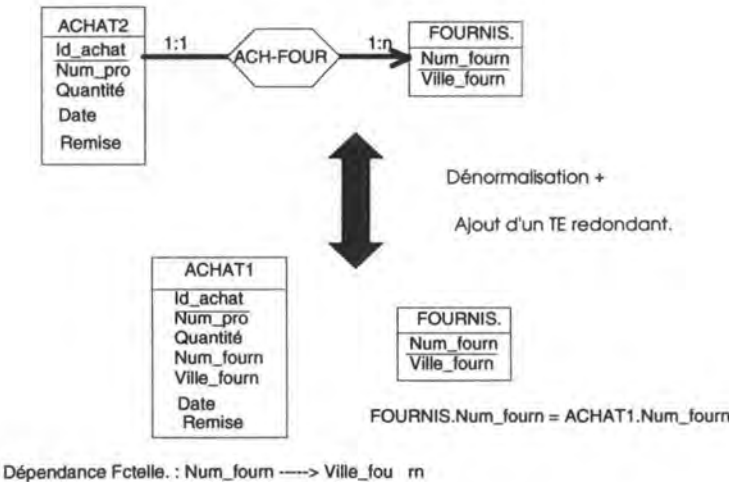 ACHAT2
Id_achat
Num_pro
Quantité
Date
Remise
1:1
ACH-FOUR
1:n
FOURNIS.
Num_fourn
Ville_fourn
Dénormalisation +
Ajout d'un TE redondant.
ACHAT1
Id_achat
Num_pro
Quantité
Num_fourn
Ville_fourn
Date
Remise
FOURNIS.
Num_fourn
Ville_fourn
FOURNIS.Num_fourn = ACHAT1.Num_fourn
Dépendance Fctelle. : Num_fourn -----> Ville_fou rn